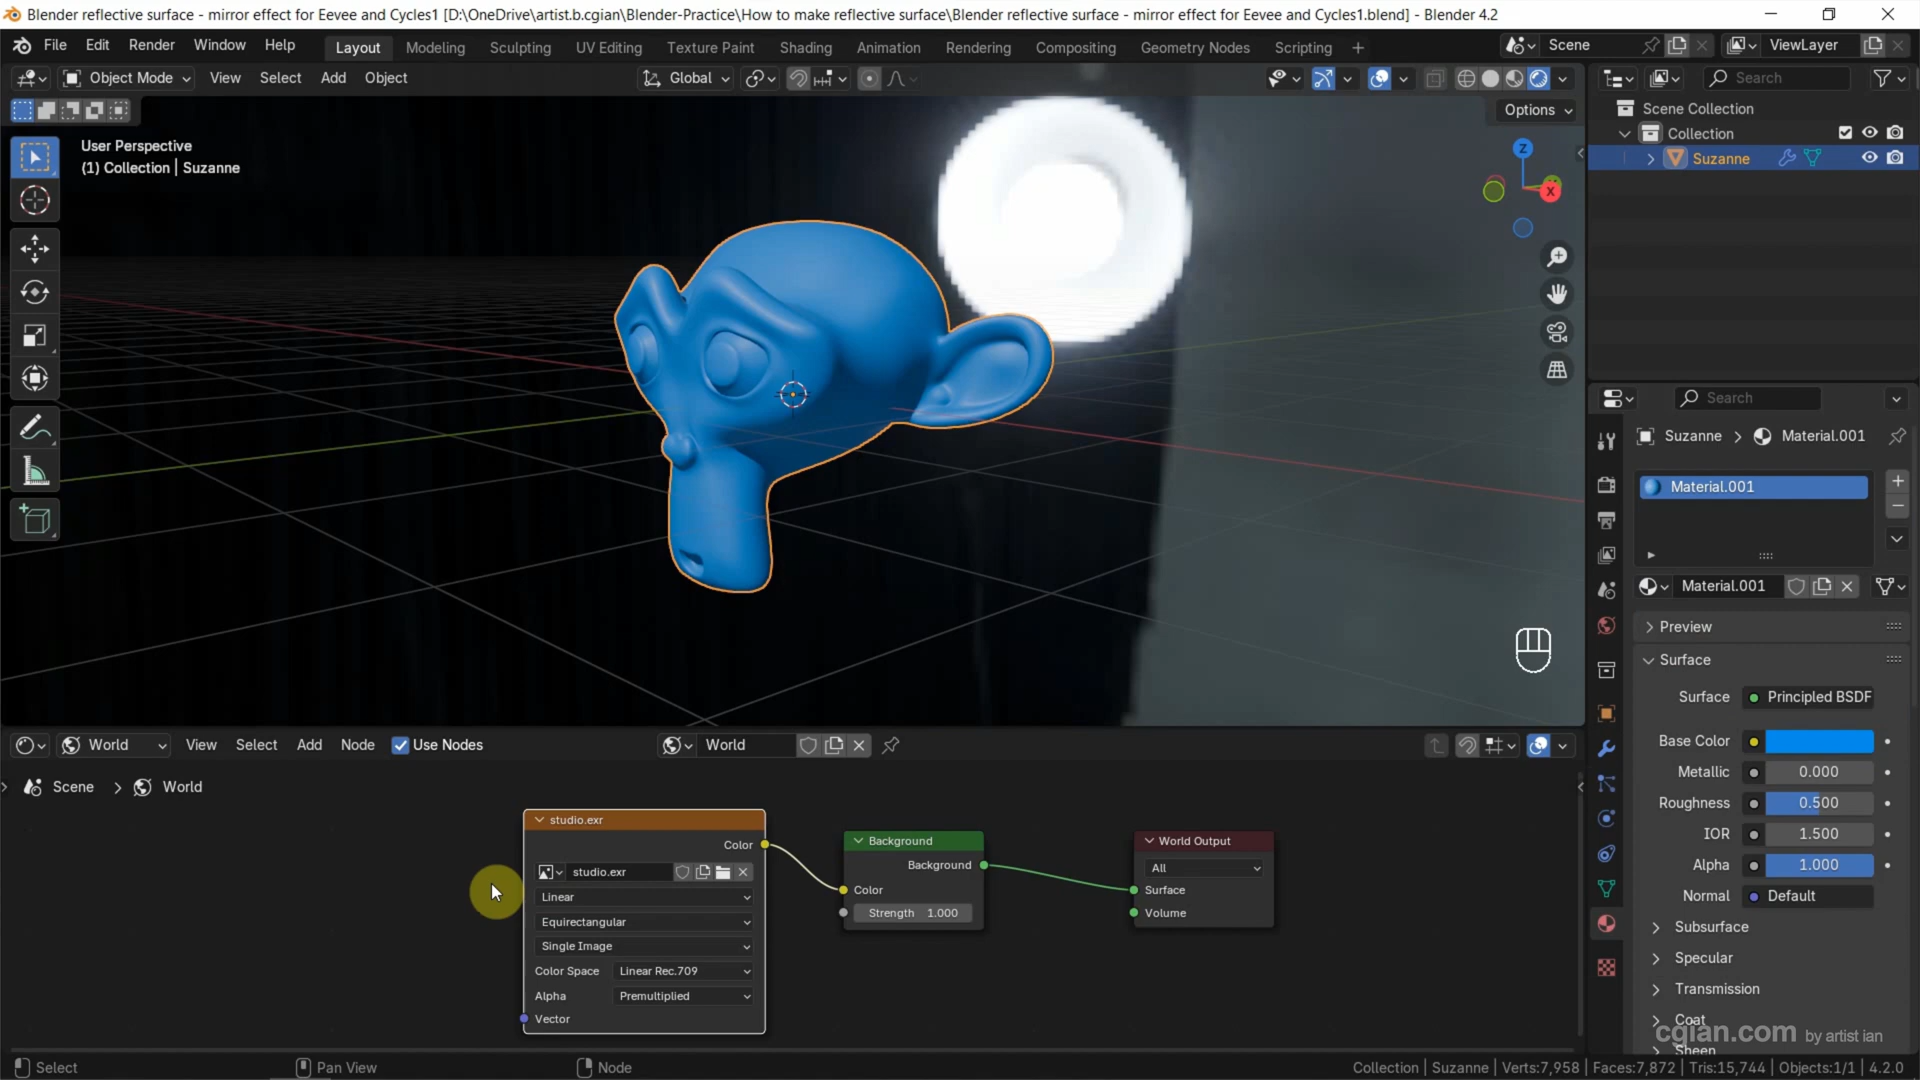 Blender reflective surface - mirror effect for Eevee and Cycles1 [D:\OneDrive\artist.b.cgian\Blender-Practice\How to make reflective surface\Blender reflective surface - mirror effect for Eevee and Cycles1.blend] - Blender 4.2
File Edit Render Window Help Layout Modeling Sculpting UV Editing Texture Paint Shading Animation Rendering Compositing Geometry Nodes Scripting + Scene ViewLayer
Object Mode View Select Add Object Global Search
Options
User Perspective
(1) Collection | Suzanne
Z
X
Scene Collection
Collection
Suzanne
Search
Suzanne > Material.001
Material.001
Material.001
Preview
Surface
Surface Principled BSDF
Base Color
Metallic 0.000
Roughness 0.500
IOR 1.500
Alpha 1.000
Normal Default
Subsurface
Specular
Transmission
Coat
Sheen
World View Select Add Node Use Nodes World
Scene > World
studio.exr
Color
studio.exr
Linear
Equirectangular
Single Image
Color Space Linear Rec.709
Alpha Premultiplied
Vector
Background
Background
Color
Strength 1.000
World Output
All
Surface
Volume
cgian.com by artist ian
Select Pan View Node Collection | Suzanne | Verts:7,958 | Faces:7,872 | Tris:15,744 | Objects:1/1 | 4.2.0